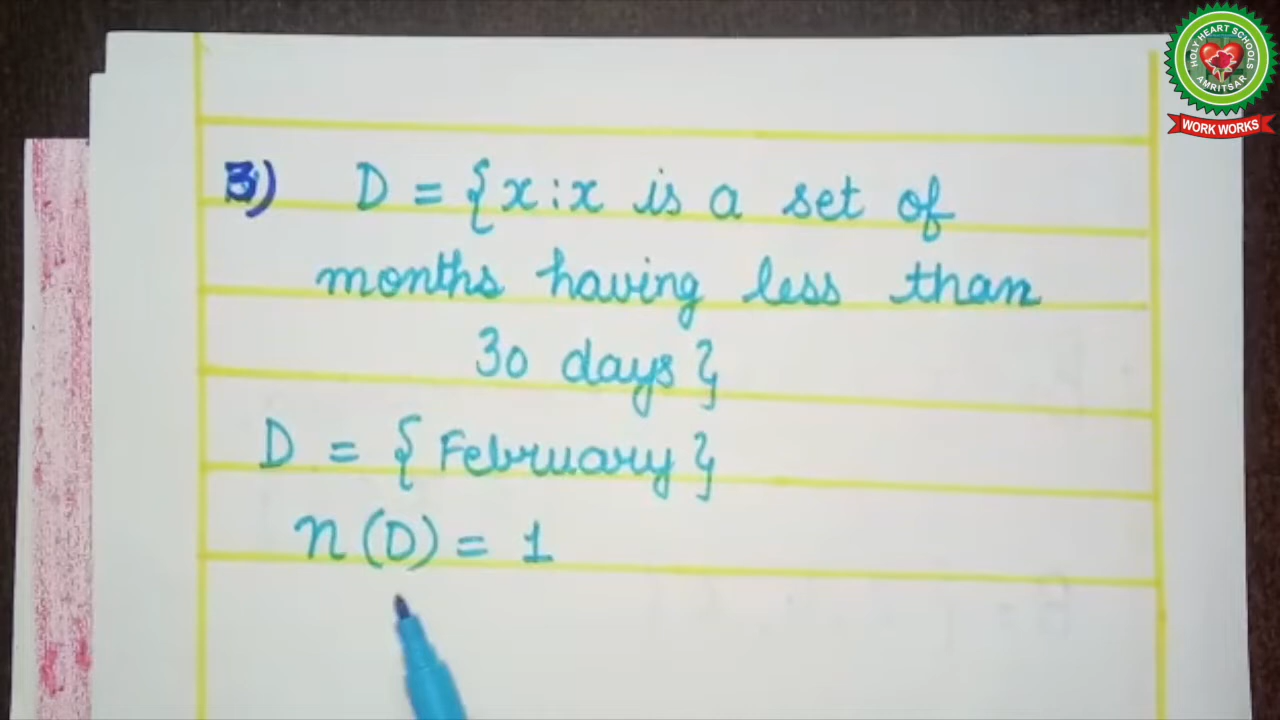 3) D = {x : x is a set of
months having less than
30 days}
D = {February}
n(D) = 1
HOLY HEART SCHOOLS
AMRITSAR
WORK WORKS